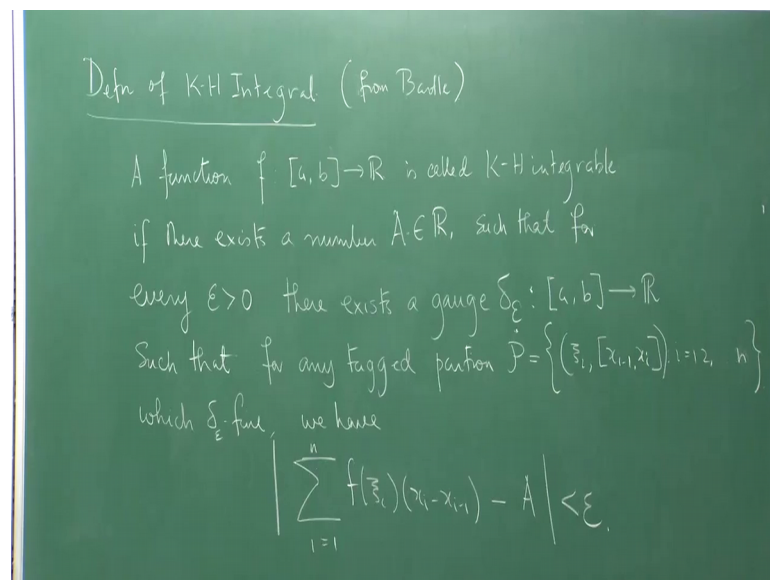 Defn of K-H Integral (from Bartle)
A function f: [a, b] → R is called K-H integrable
if there exists a number A ∈ ℝ, such that for
every ε>0 there exists a gauge δ_ε : [a, b] → ℝ
Such that for any tagged partion Ṗ = {(ξ_i, [x_{i-1}, x_i]) : i=1,2, n}
which δ_ε-fine, we have
| ∑_{i=1}^{n} f(ξ_i)(x_i - x_{i-1}) - A | < ε.